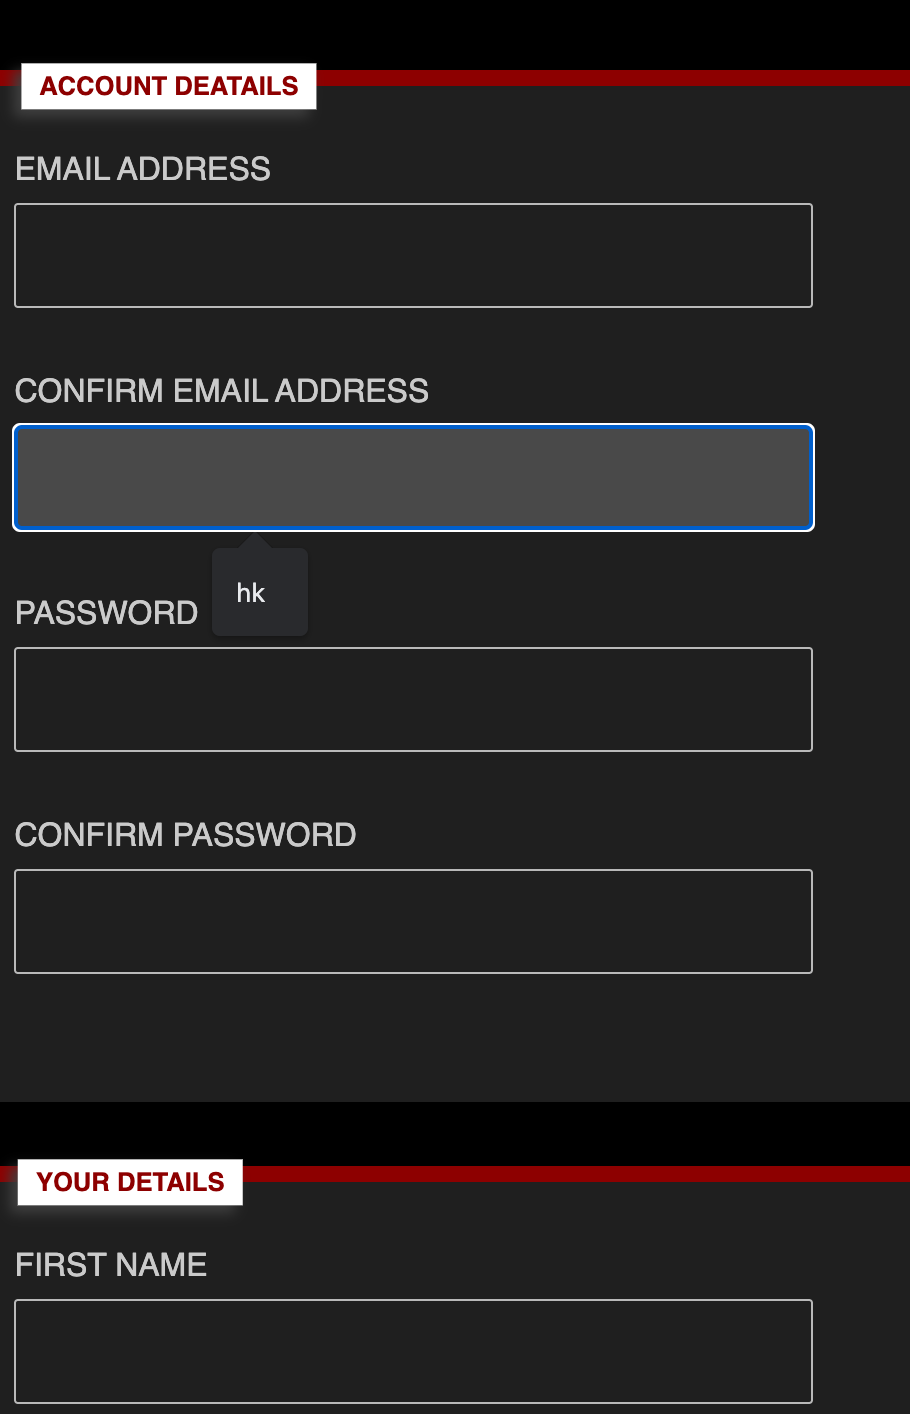 ACCOUNT DEATAILS
EMAIL ADDRESS
CONFIRM EMAIL ADDRESS
hk
PASSWORD
CONFIRM PASSWORD
YOUR DETAILS
FIRST NAME